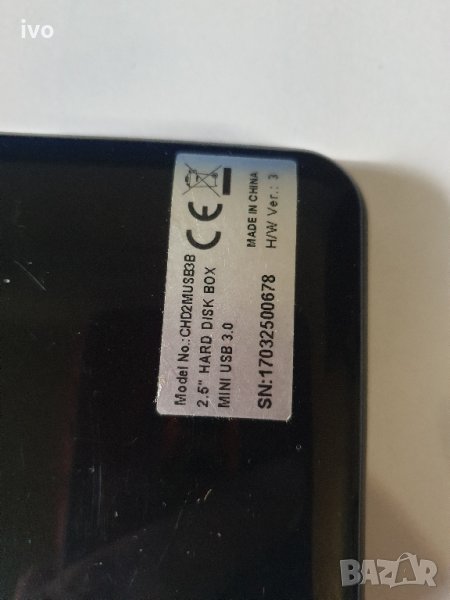 ivo
Model No.:CHD2MUSB3B
2.5" HARD DISK BOX
MINI USB 3.0
SN:17032500678
CE
MADE IN CHINA
H/W Ver.: 3
BAZAR